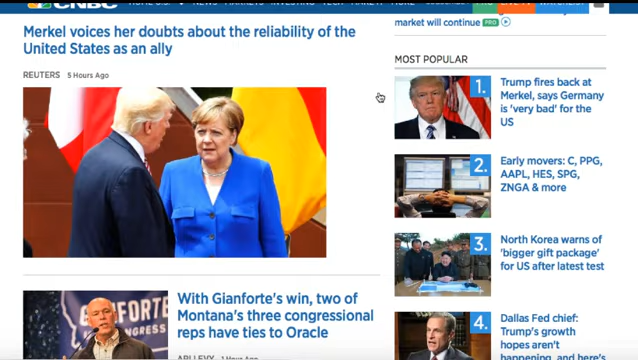 CNBC
market will continue PRO
Merkel voices her doubts about the reliability of the
United States as an ally
REUTERS 5 Hours Ago
MOST POPULAR
1.
Trump fires back at
Merkel, says Germany
is 'very bad' for the
US
2.
Early movers: C, PPG,
AAPL, HES, SPG,
ZNGA & more
3.
North Korea warns of
'bigger gift package'
for US after latest test
With Gianforte's win, two of
Montana's three congressional
reps have ties to Oracle
4.
Dallas Fed chief:
Trump's growth
hopes aren't
happening, and here's